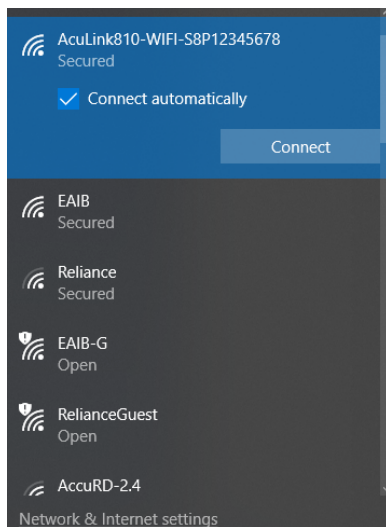 AcuLink810-WIFI-S8P12345678
Secured
Connect automatically
Connect
EAIB
Secured
Reliance
Secured
EAIB-G
Open
RelianceGuest
Open
AccuRD-2.4
Network & Internet settings